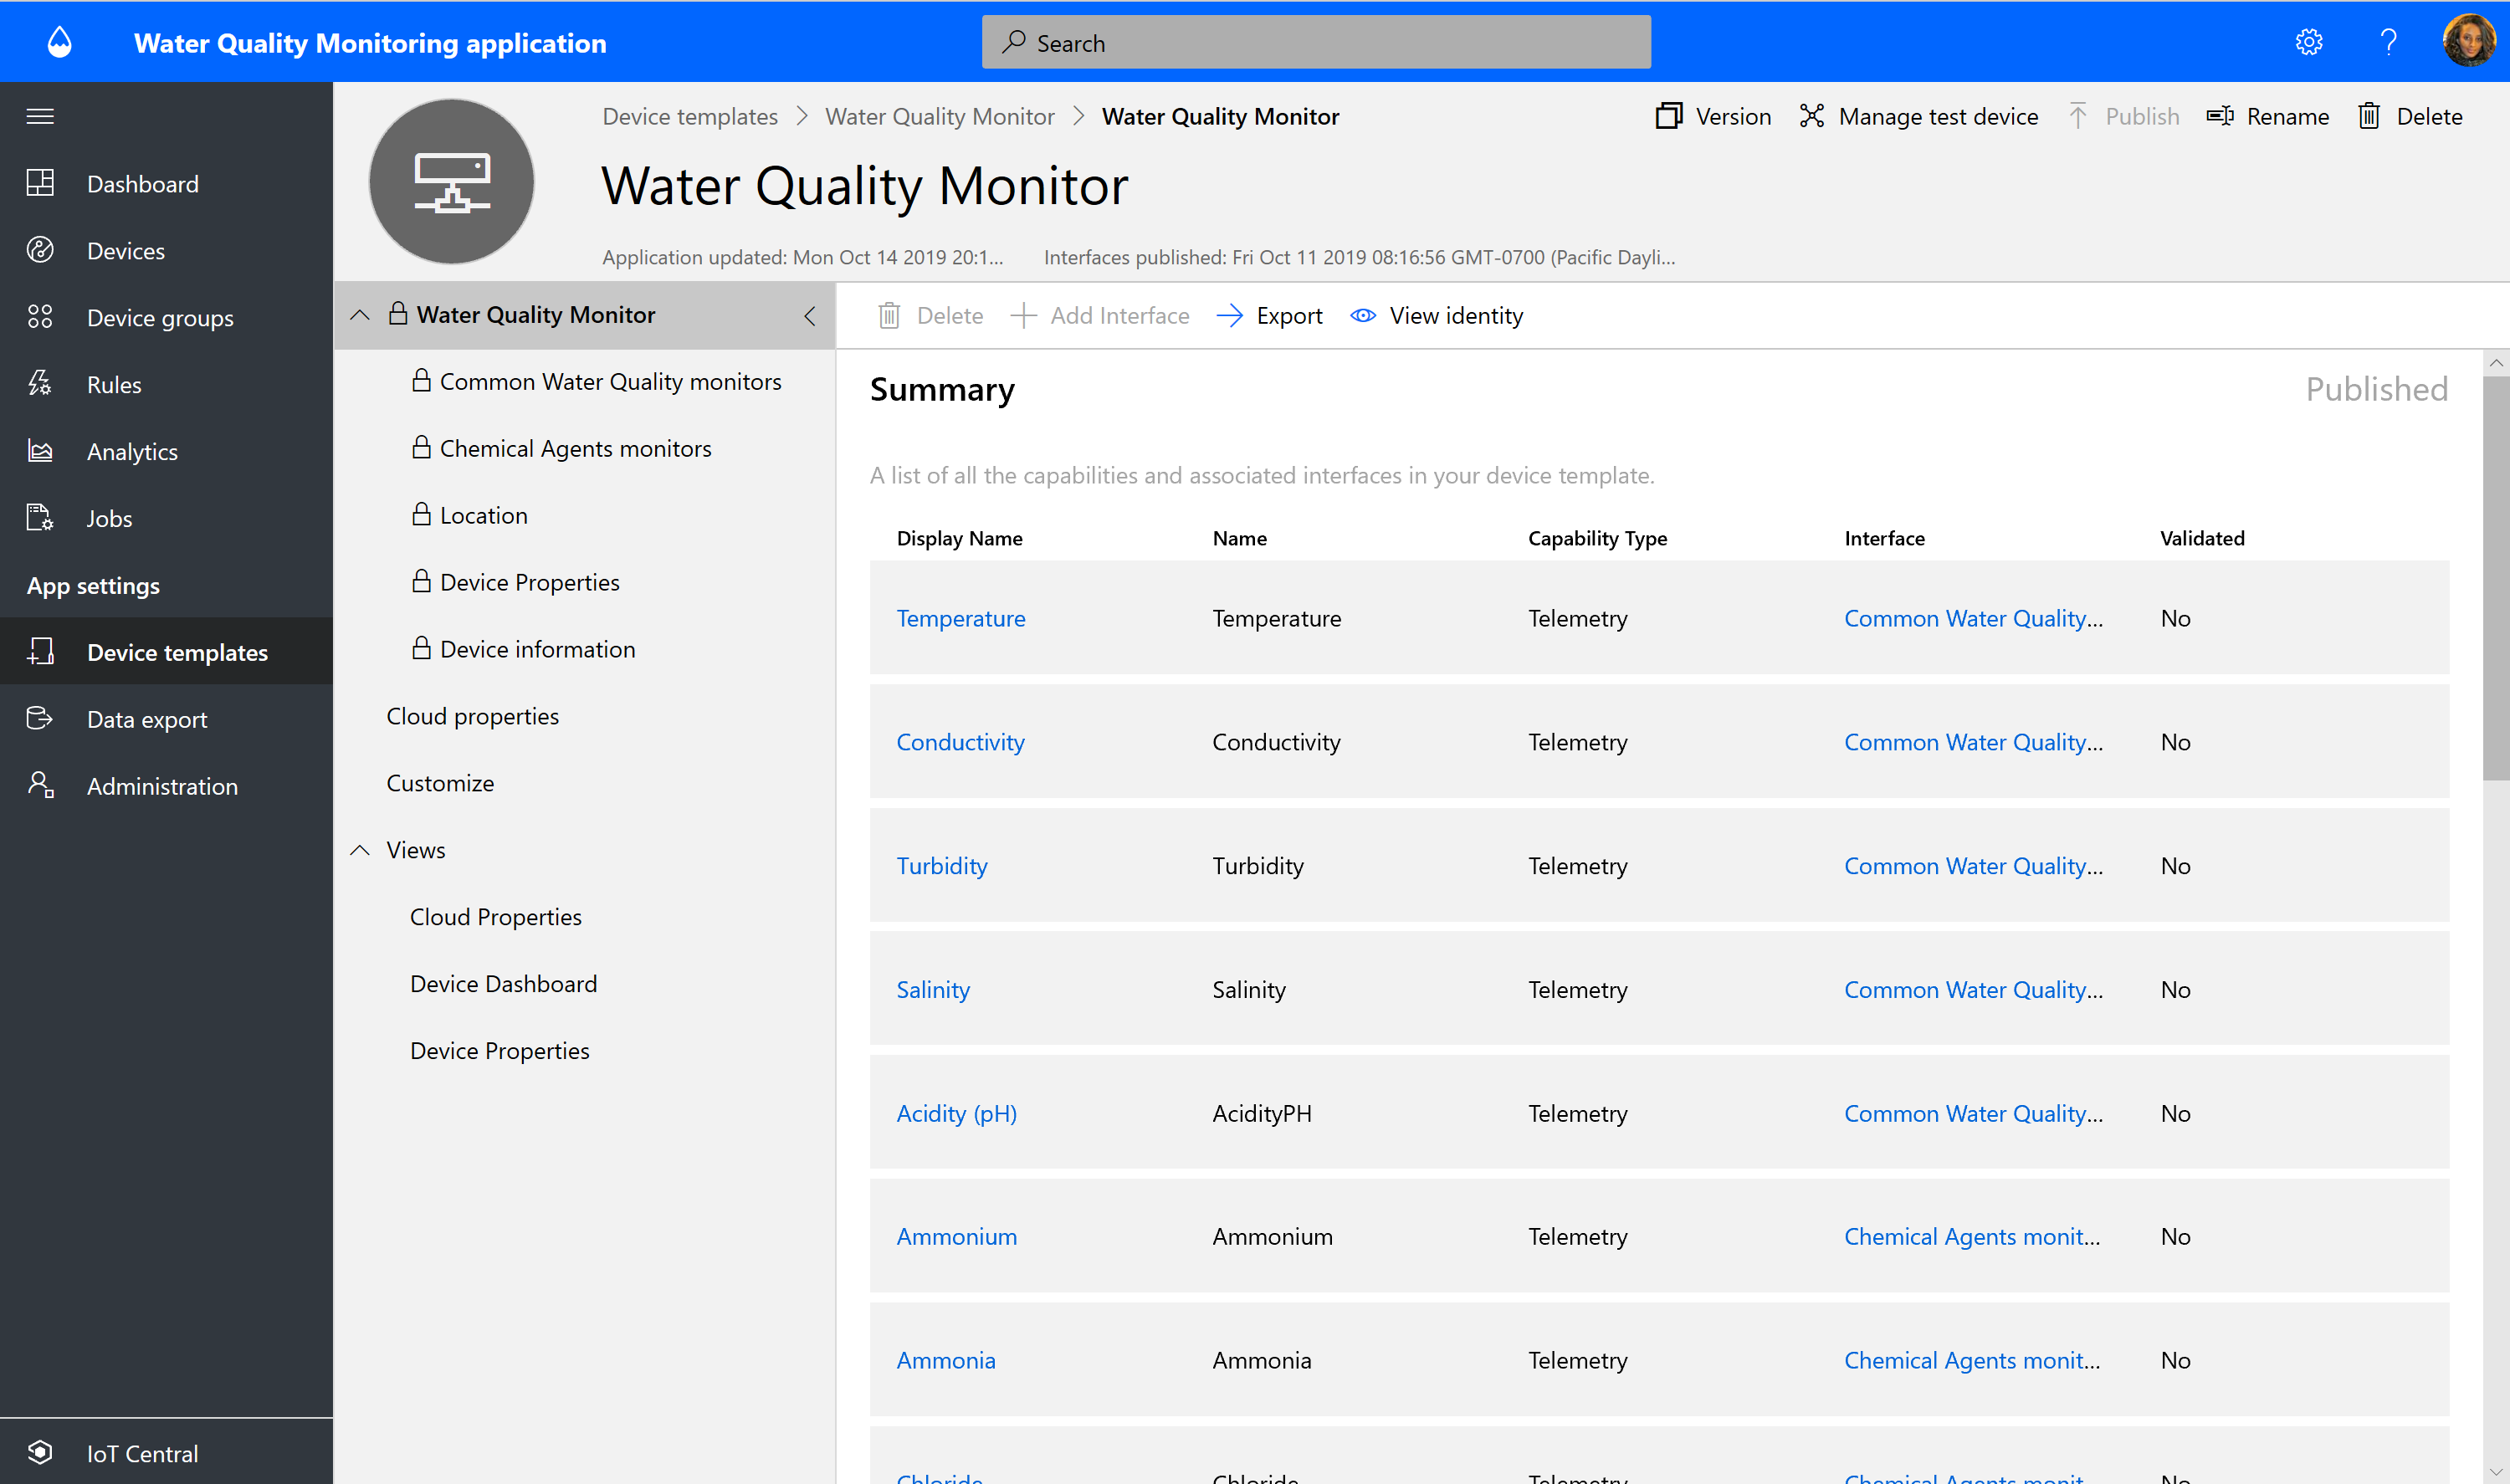 Water Quality Monitoring application
Search
?
Dashboard
Devices
Device groups
Rules
Analytics
Jobs
App settings
Device templates
Data export
Administration
IoT Central
Device templates > Water Quality Monitor > Water Quality Monitor
Version
Manage test device
Publish
Rename
Delete
Water Quality Monitor
Application updated: Mon Oct 14 2019 20:1...
Interfaces published: Fri Oct 11 2019 08:16:56 GMT-0700 (Pacific Dayli...
Water Quality Monitor
Common Water Quality monitors
Chemical Agents monitors
Location
Device Properties
Device information
Cloud properties
Customize
Views
Cloud Properties
Device Dashboard
Device Properties
Delete
Add Interface
Export
View identity
Summary
Published
A list of all the capabilities and associated interfaces in your device template.
Display Name Name Capability Type Interface Validated
Temperature Temperature Telemetry Common Water Quality... No
Conductivity Conductivity Telemetry Common Water Quality... No
Turbidity Turbidity Telemetry Common Water Quality... No
Salinity Salinity Telemetry Common Water Quality... No
Acidity (pH) AcidityPH Telemetry Common Water Quality... No
Ammonium Ammonium Telemetry Chemical Agents monit... No
Ammonia Ammonia Telemetry Chemical Agents monit... No
Chloride Chloride Telemetry Chemical Agents monit... No